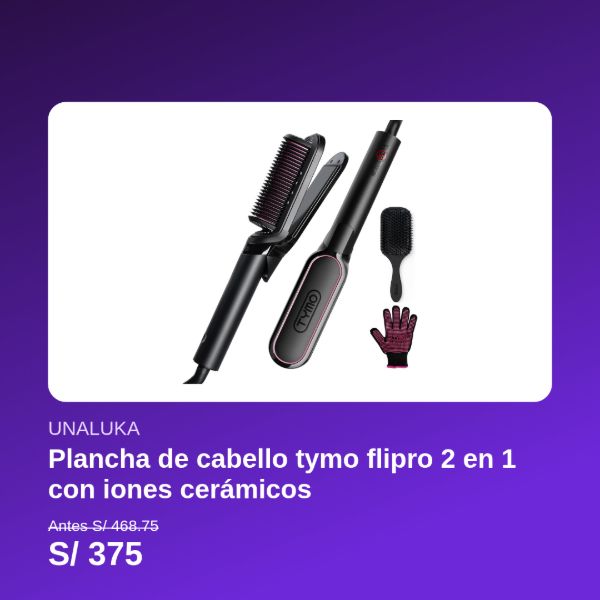 TYMO
UNALUKA
Plancha de cabello tymo flipro 2 en 1
con iones cerámicos
Antes S/ 468.75
S/ 375